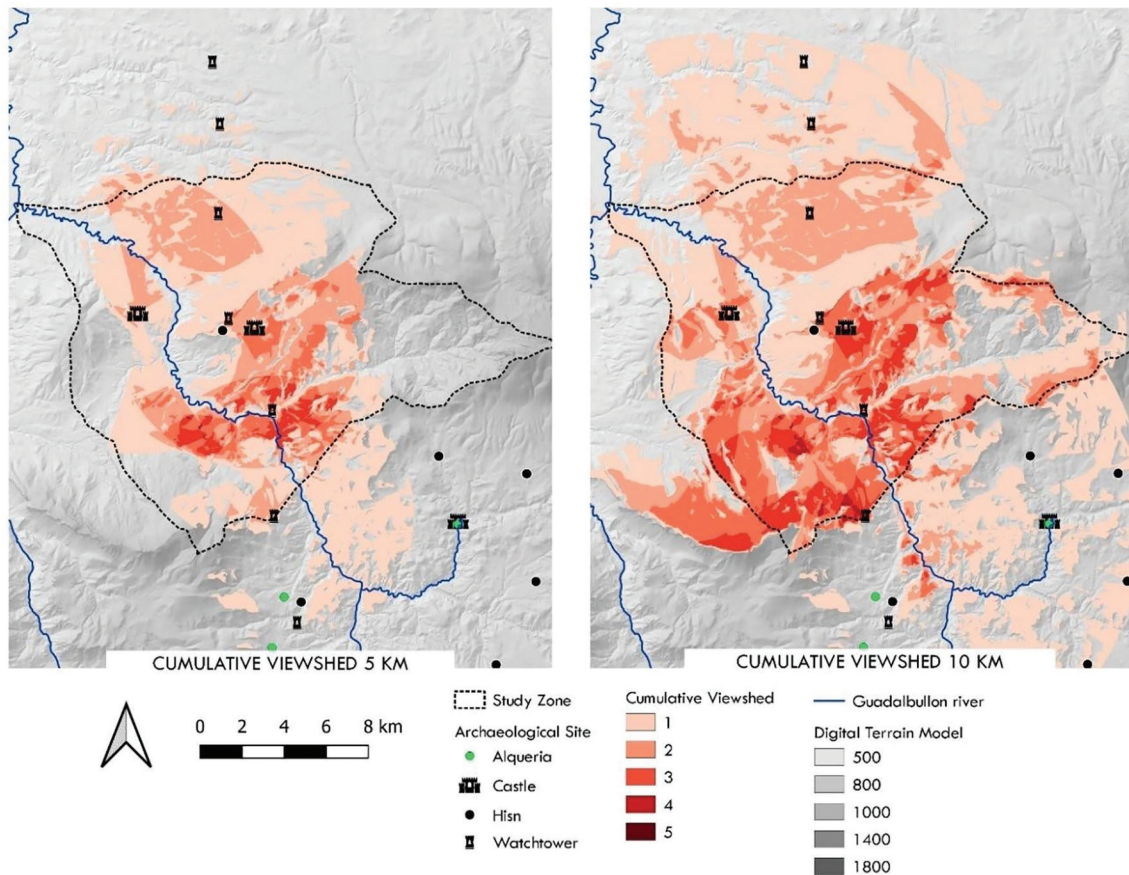 CUMULATIVE VIEWSHED 5 KM
CUMULATIVE VIEWSHED 10 KM
0 2 4 6 8 km
Study Zone
Archaeological Site
Alqueria
Castle
Hisn
Watchtower
Cumulative Viewshed
1
2
3
4
5
Guadalbullon river
Digital Terrain Model
500
800
1000
1400
1800